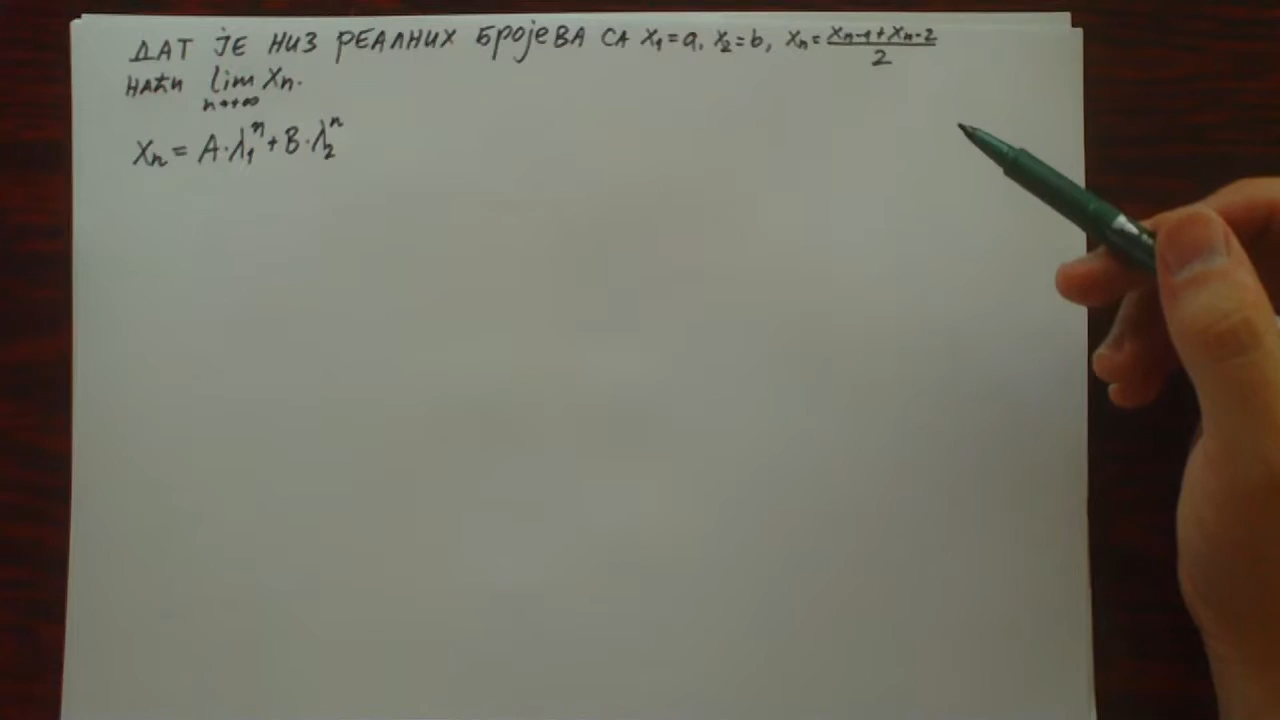 ДАТ ЈЕ НИЗ РЕАЛНИХ БРОЈЕВА СА x₁=a, x₂=b, xₙ=(xₙ₋₁+xₙ₋₂)/2
НАЋИ lim xₙ.
n→+∞
xₙ = A·λ₁ⁿ + B·λ₂ⁿ